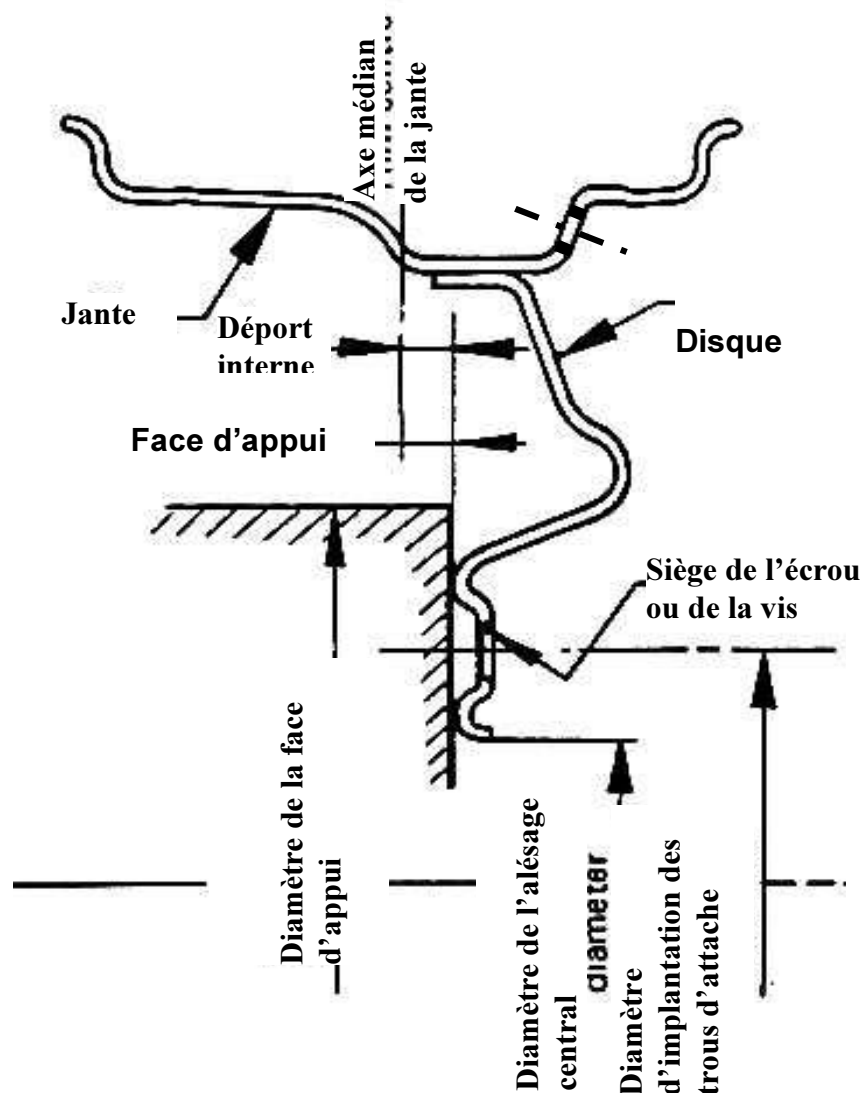 Axe médian
de la jante
Jante
Déport
interne
Disque
Face d’appui
Siège de l’écrou
ou de la vis
Diamètre de la face
d’appui
Diamètre de l’alésage
central
diameter
Diamètre
d’implantation des
trous d’attache